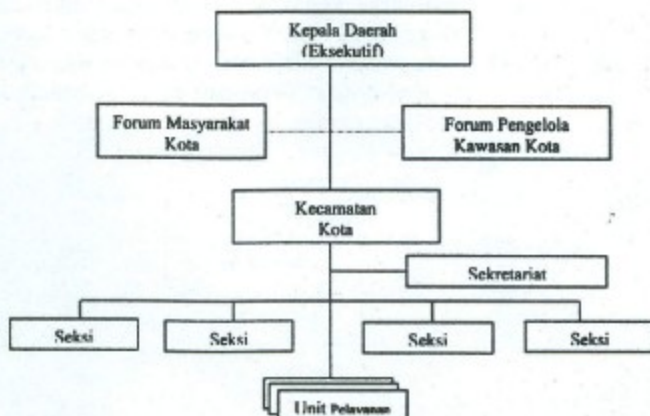 Kepala Daerah
(Eksekutif)
Forum Masyarakat
Kota
Forum Pengelola
Kawasan Kota
Kecamatan
Kota
Sekretariat
Seksi
Seksi
Seksi
Seksi
Unit Pelayanan